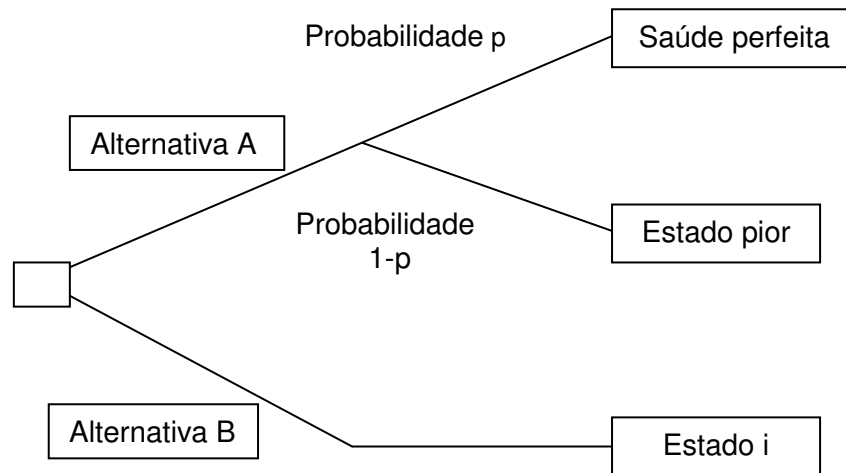 Probabilidade p
Saúde perfeita
Alternativa A
Probabilidade
1-p
Estado pior
Alternativa B
Estado i